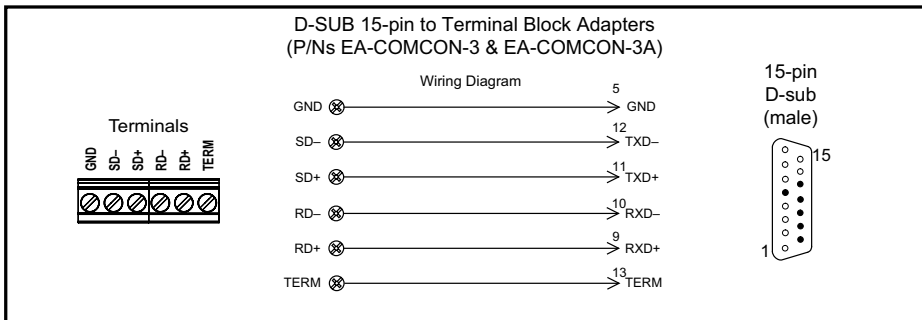 D-SUB 15-pin to Terminal Block Adapters
(P/Ns EA-COMCON-3 & EA-COMCON-3A)
Wiring Diagram
Terminals
GND
SD–
SD+
RD–
RD+
TERM
GND
5
GND
SD–
12
TXD–
SD+
11
TXD+
RD–
10
RXD–
RD+
9
RXD+
TERM
13
TERM
15-pin
D-sub
(male)
15
1